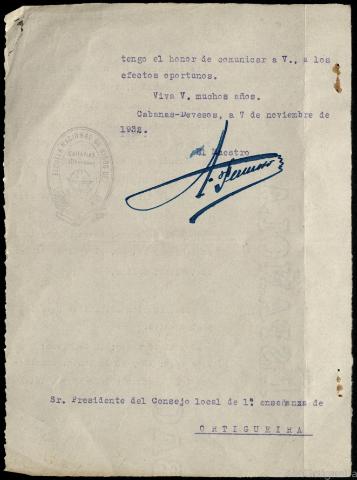 tengo el honor de comunicar a V., a los
efectos oportunos.
Viva V. muchos años.
Cabanas-Devesos, a 7 de noviembre de
1932.
El Maestro
Sr. Presidente del Consejo local de 1ª enseñanza de
ORTIGUEIRA